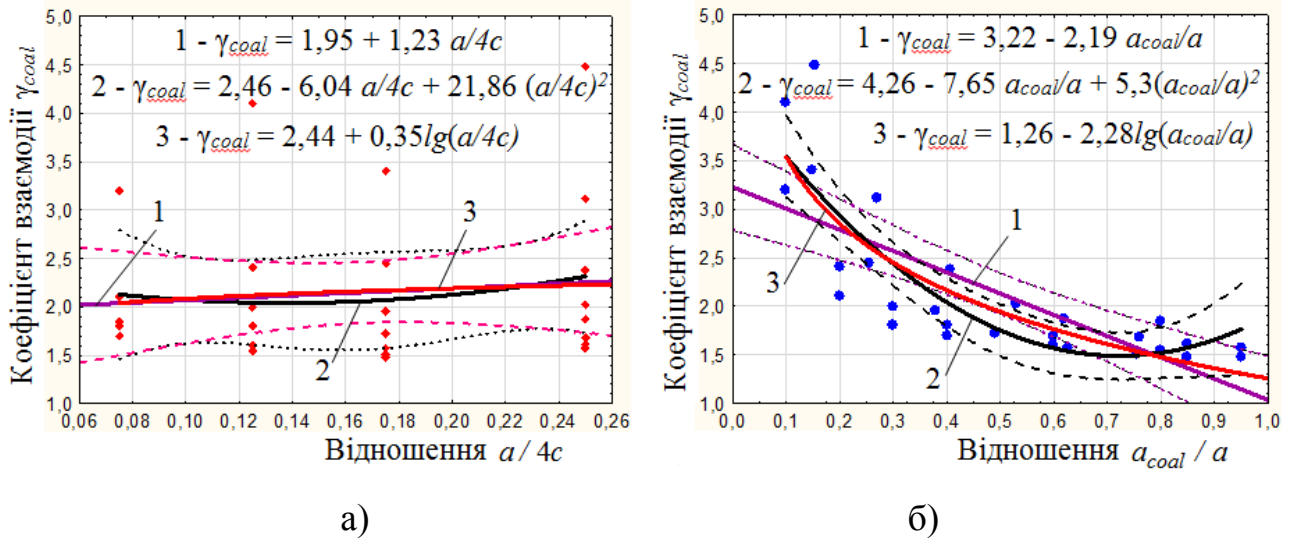 Коефіцієнт взаємодії γcoal
5,0
4,5
4,0
3,5
3,0
2,5
2,0
1,5
1,0
1 - γcoal = 1,95 + 1,23 a/4c
2 - γcoal = 2,46 - 6,04 a/4c + 21,86 (a/4c)²
3 - γcoal = 2,44 + 0,35lg(a/4c)
1
3
2
0,06 0,08 0,10 0,12 0,14 0,16 0,18 0,20 0,22 0,24 0,26
Відношення a / 4c
а)
Коефіцієнт взаємодії γcoal
5,0
4,5
4,0
3,5
3,0
2,5
2,0
1,5
1,0
1 - γcoal = 3,22 - 2,19 acoal/a
2 - γcoal = 4,26 - 7,65 acoal/a + 5,3(acoal/a)²
3 - γcoal = 1,26 - 2,28lg(acoal/a)
1
3
2
0,0 0,1 0,2 0,3 0,4 0,5 0,6 0,7 0,8 0,9 1,0
Відношення acoal / a
б)